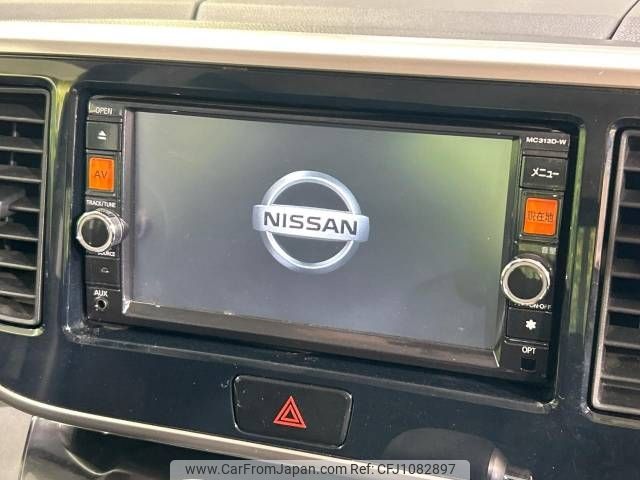 OPEN
MC313D-W
AV
メニュー
TRACK/TUNE
現在地
NISSAN
AUX
OPT
www.CarFromJapan.com | Ref: CFJ1082897